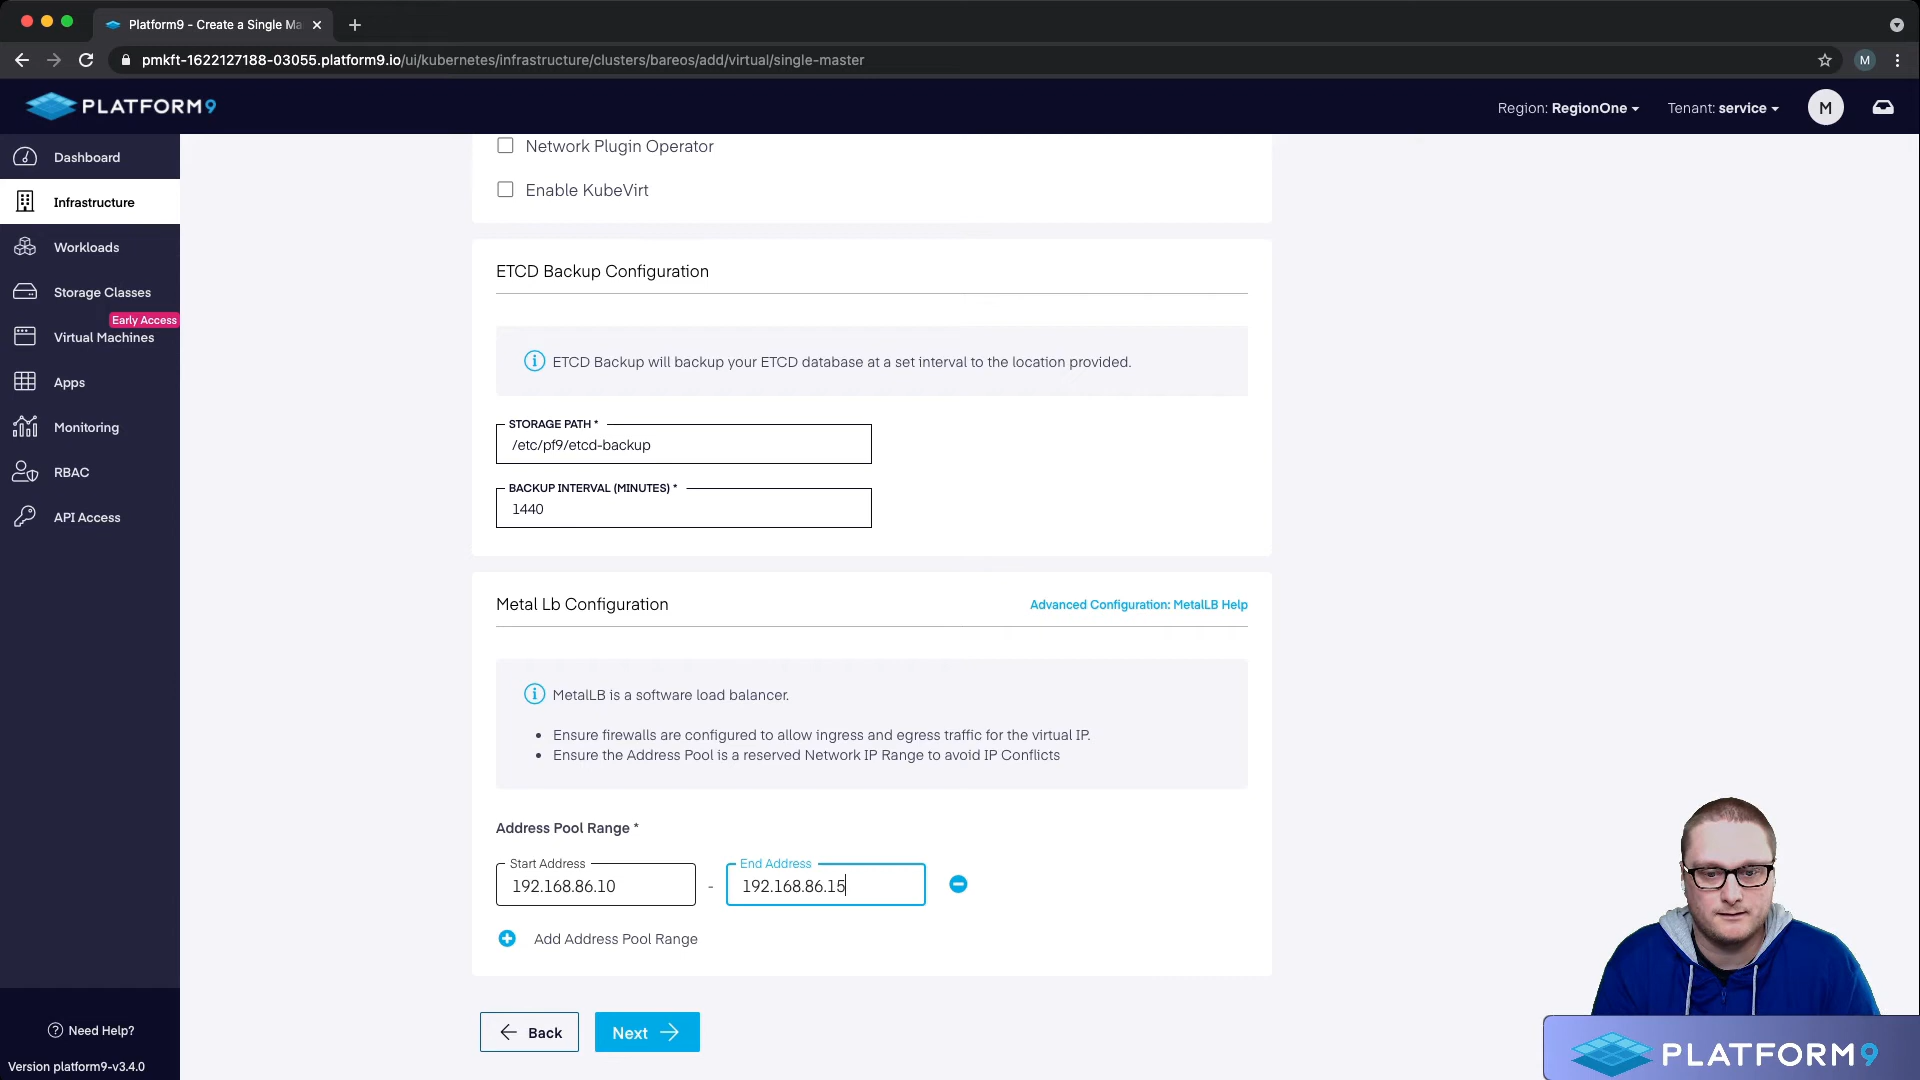 Platform9 - Create a Single Ma
pmkft-1622127188-03055.platform9.io/ui/kubernetes/infrastructure/clusters/bareos/add/virtual/single-master
M
PLATFORM9
Region: RegionOne
Tenant: service
M
Dashboard
Infrastructure
Workloads
Storage Classes
Early Access
Virtual Machines
Apps
Monitoring
RBAC
API Access
Need Help?
Version platform9-v3.4.0
Network Plugin Operator
Enable KubeVirt
ETCD Backup Configuration
ETCD Backup will backup your ETCD database at a set interval to the location provided.
STORAGE PATH *
/etc/pf9/etcd-backup
BACKUP INTERVAL (MINUTES) *
1440
Metal Lb Configuration
Advanced Configuration: MetalLB Help
MetalLB is a software load balancer.
• Ensure firewalls are configured to allow ingress and egress traffic for the virtual IP.
• Ensure the Address Pool is a reserved Network IP Range to avoid IP Conflicts
Address Pool Range *
Start Address
192.168.86.10
-
End Address
192.168.86.15
Add Address Pool Range
Back
Next
PLATFORM9